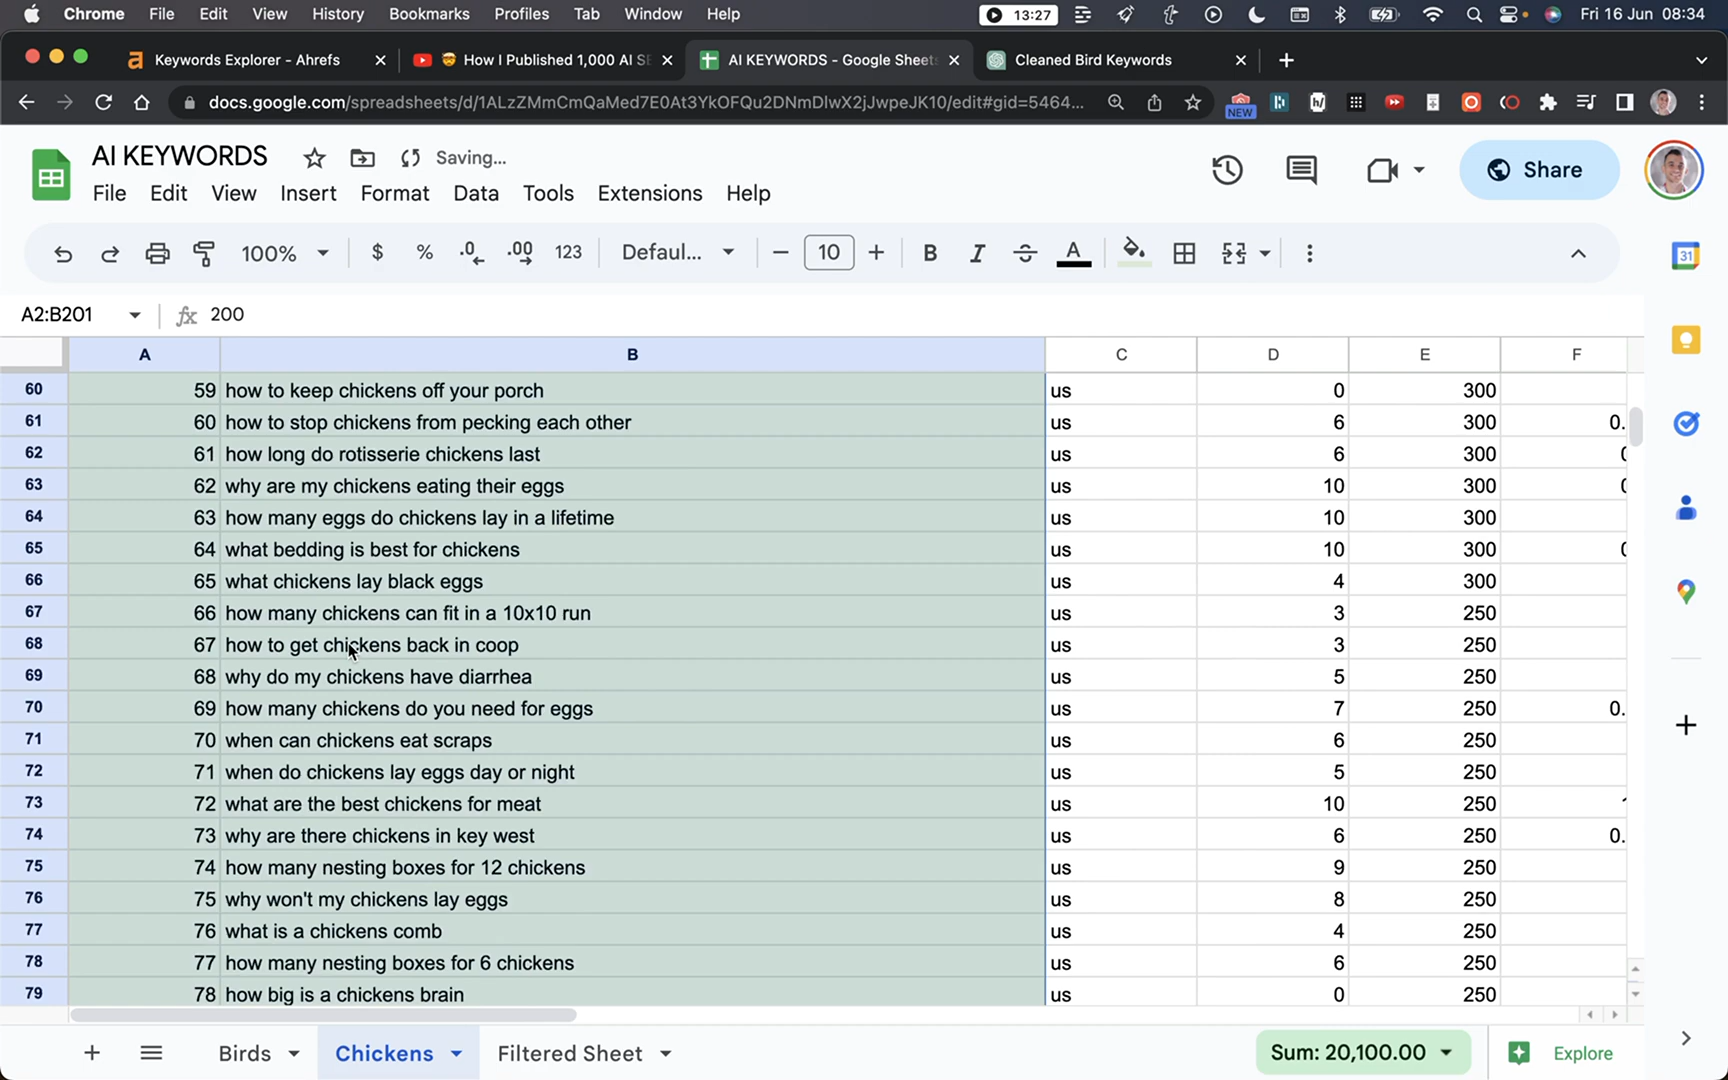 Chrome File Edit View History Bookmarks Profiles Tab Window Help 13:27 Fri 16 Jun 08:34
Keywords Explorer - Ahrefs
How I Published 1,000 AI SE
AI KEYWORDS - Google Sheets
Cleaned Bird Keywords
docs.google.com/spreadsheets/d/1ALzZMmCmQaMed7E0At3YkOFQu2DNmDlwX2jJwpeJK10/edit#gid=5464...
NEW
AI KEYWORDS Saving...
Share
File Edit View Insert Format Data Tools Extensions Help
100% $ % .0 .00 123 Defaul... 10 B I A
31
A2:B201 fx 200
A B C D E F
60 59 how to keep chickens off your porch us 0 300
61 60 how to stop chickens from pecking each other us 6 300 0.
62 61 how long do rotisserie chickens last us 6 300
63 62 why are my chickens eating their eggs us 10 300
64 63 how many eggs do chickens lay in a lifetime us 10 300
65 64 what bedding is best for chickens us 10 300
66 65 what chickens lay black eggs us 4 300
67 66 how many chickens can fit in a 10x10 run us 3 250
68 67 how to get chickens back in coop us 3 250
69 68 why do my chickens have diarrhea us 5 250
70 69 how many chickens do you need for eggs us 7 250 0.
71 70 when can chickens eat scraps us 6 250
72 71 when do chickens lay eggs day or night us 5 250
73 72 what are the best chickens for meat us 10 250
74 73 why are there chickens in key west us 6 250 0.
75 74 how many nesting boxes for 12 chickens us 9 250
76 75 why won't my chickens lay eggs us 8 250
77 76 what is a chickens comb us 4 250
78 77 how many nesting boxes for 6 chickens us 6 250
79 78 how big is a chickens brain us 0 250
Birds Chickens Filtered Sheet Sum: 20,100.00 Explore